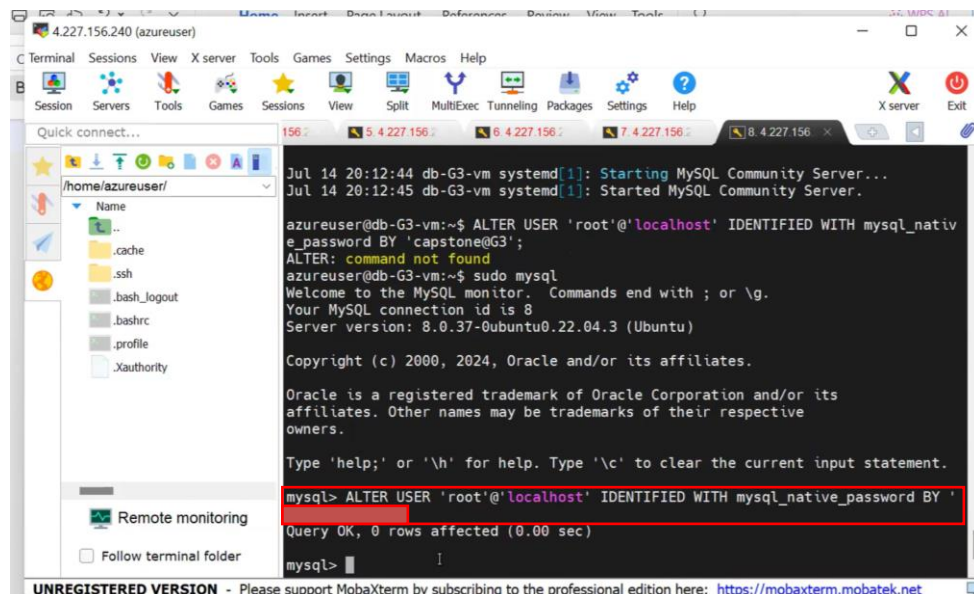 Home Insert Page Layout References Review View Tools
WPS AI
4.227.156.240 (azureuser)
Terminal Sessions View X server Tools Games Settings Macros Help
Session Servers Tools Games Sessions View Split MultiExec Tunneling Packages Settings Help X server Exit
Quick connect...
5. 4.227.156. 6. 4.227.156. 7. 4.227.156. 8. 4.227.156
/home/azureuser/
Name
..
.cache
.ssh
.bash_logout
.bashrc
.profile
.Xauthority
Remote monitoring
Follow terminal folder
Jul 14 20:12:44 db-G3-vm systemd[1]: Starting MySQL Community Server...
Jul 14 20:12:45 db-G3-vm systemd[1]: Started MySQL Community Server.
azureuser@db-G3-vm:~$ ALTER USER 'root'@'localhost' IDENTIFIED WITH mysql_nativ
e_password BY 'capstone@G3';
ALTER: command not found
azureuser@db-G3-vm:~$ sudo mysql
Welcome to the MySQL monitor.  Commands end with ; or \g.
Your MySQL connection id is 8
Server version: 8.0.37-0ubuntu0.22.04.3 (Ubuntu)
Copyright (c) 2000, 2024, Oracle and/or its affiliates.
Oracle is a registered trademark of Oracle Corporation and/or its
affiliates. Other names may be trademarks of their respective
owners.
Type 'help;' or '\h' for help. Type '\c' to clear the current input statement.
mysql> ALTER USER 'root'@'localhost' IDENTIFIED WITH mysql_native_password BY '
Query OK, 0 rows affected (0.00 sec)
mysql>
UNREGISTERED VERSION - Please support MobaXterm by subscribing to the professional edition here: https://mobaxterm.mobatek.net